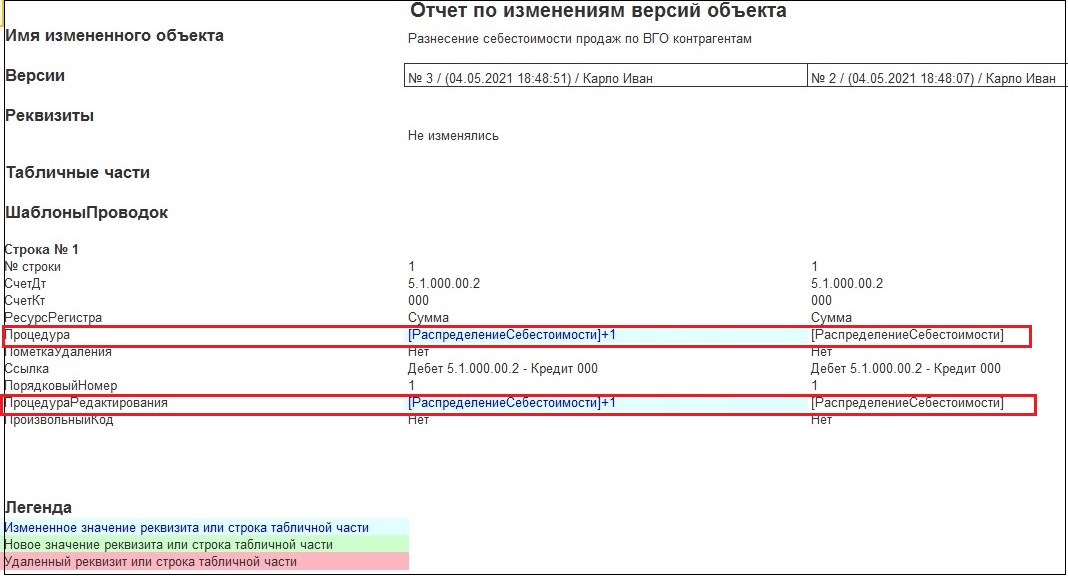 Отчет по изменениям версий объекта
Имя измененного объекта
Разнесение себестоимости продаж по ВГО контрагентам
Версии
№ 3 / (04.05.2021 18:48:51) / Карло Иван № 2 / (04.05.2021 18:48:07) / Карло Иван
Реквизиты
Не изменялись
Табличные части
ШаблоныПроводок
Строка № 1
№ строки 1 1
СчетДт 5.1.000.00.2 5.1.000.00.2
СчетКт 000 000
РесурсРегистра Сумма Сумма
Процедура [РаспределениеСебестоимости]+1 [РаспределениеСебестоимости]
ПометкаУдаления Нет Нет
Ссылка Дебет 5.1.000.00.2 - Кредит 000 Дебет 5.1.000.00.2 - Кредит 000
ПорядковыйНомер 1 1
ПроцедураРедактирования [РаспределениеСебестоимости]+1 [РаспределениеСебестоимости]
ПроизвольныйКод Нет Нет
Легенда
Измененное значение реквизита или строка табличной части
Новое значение реквизита или строка табличной части
Удаленный реквизит или строка табличной части